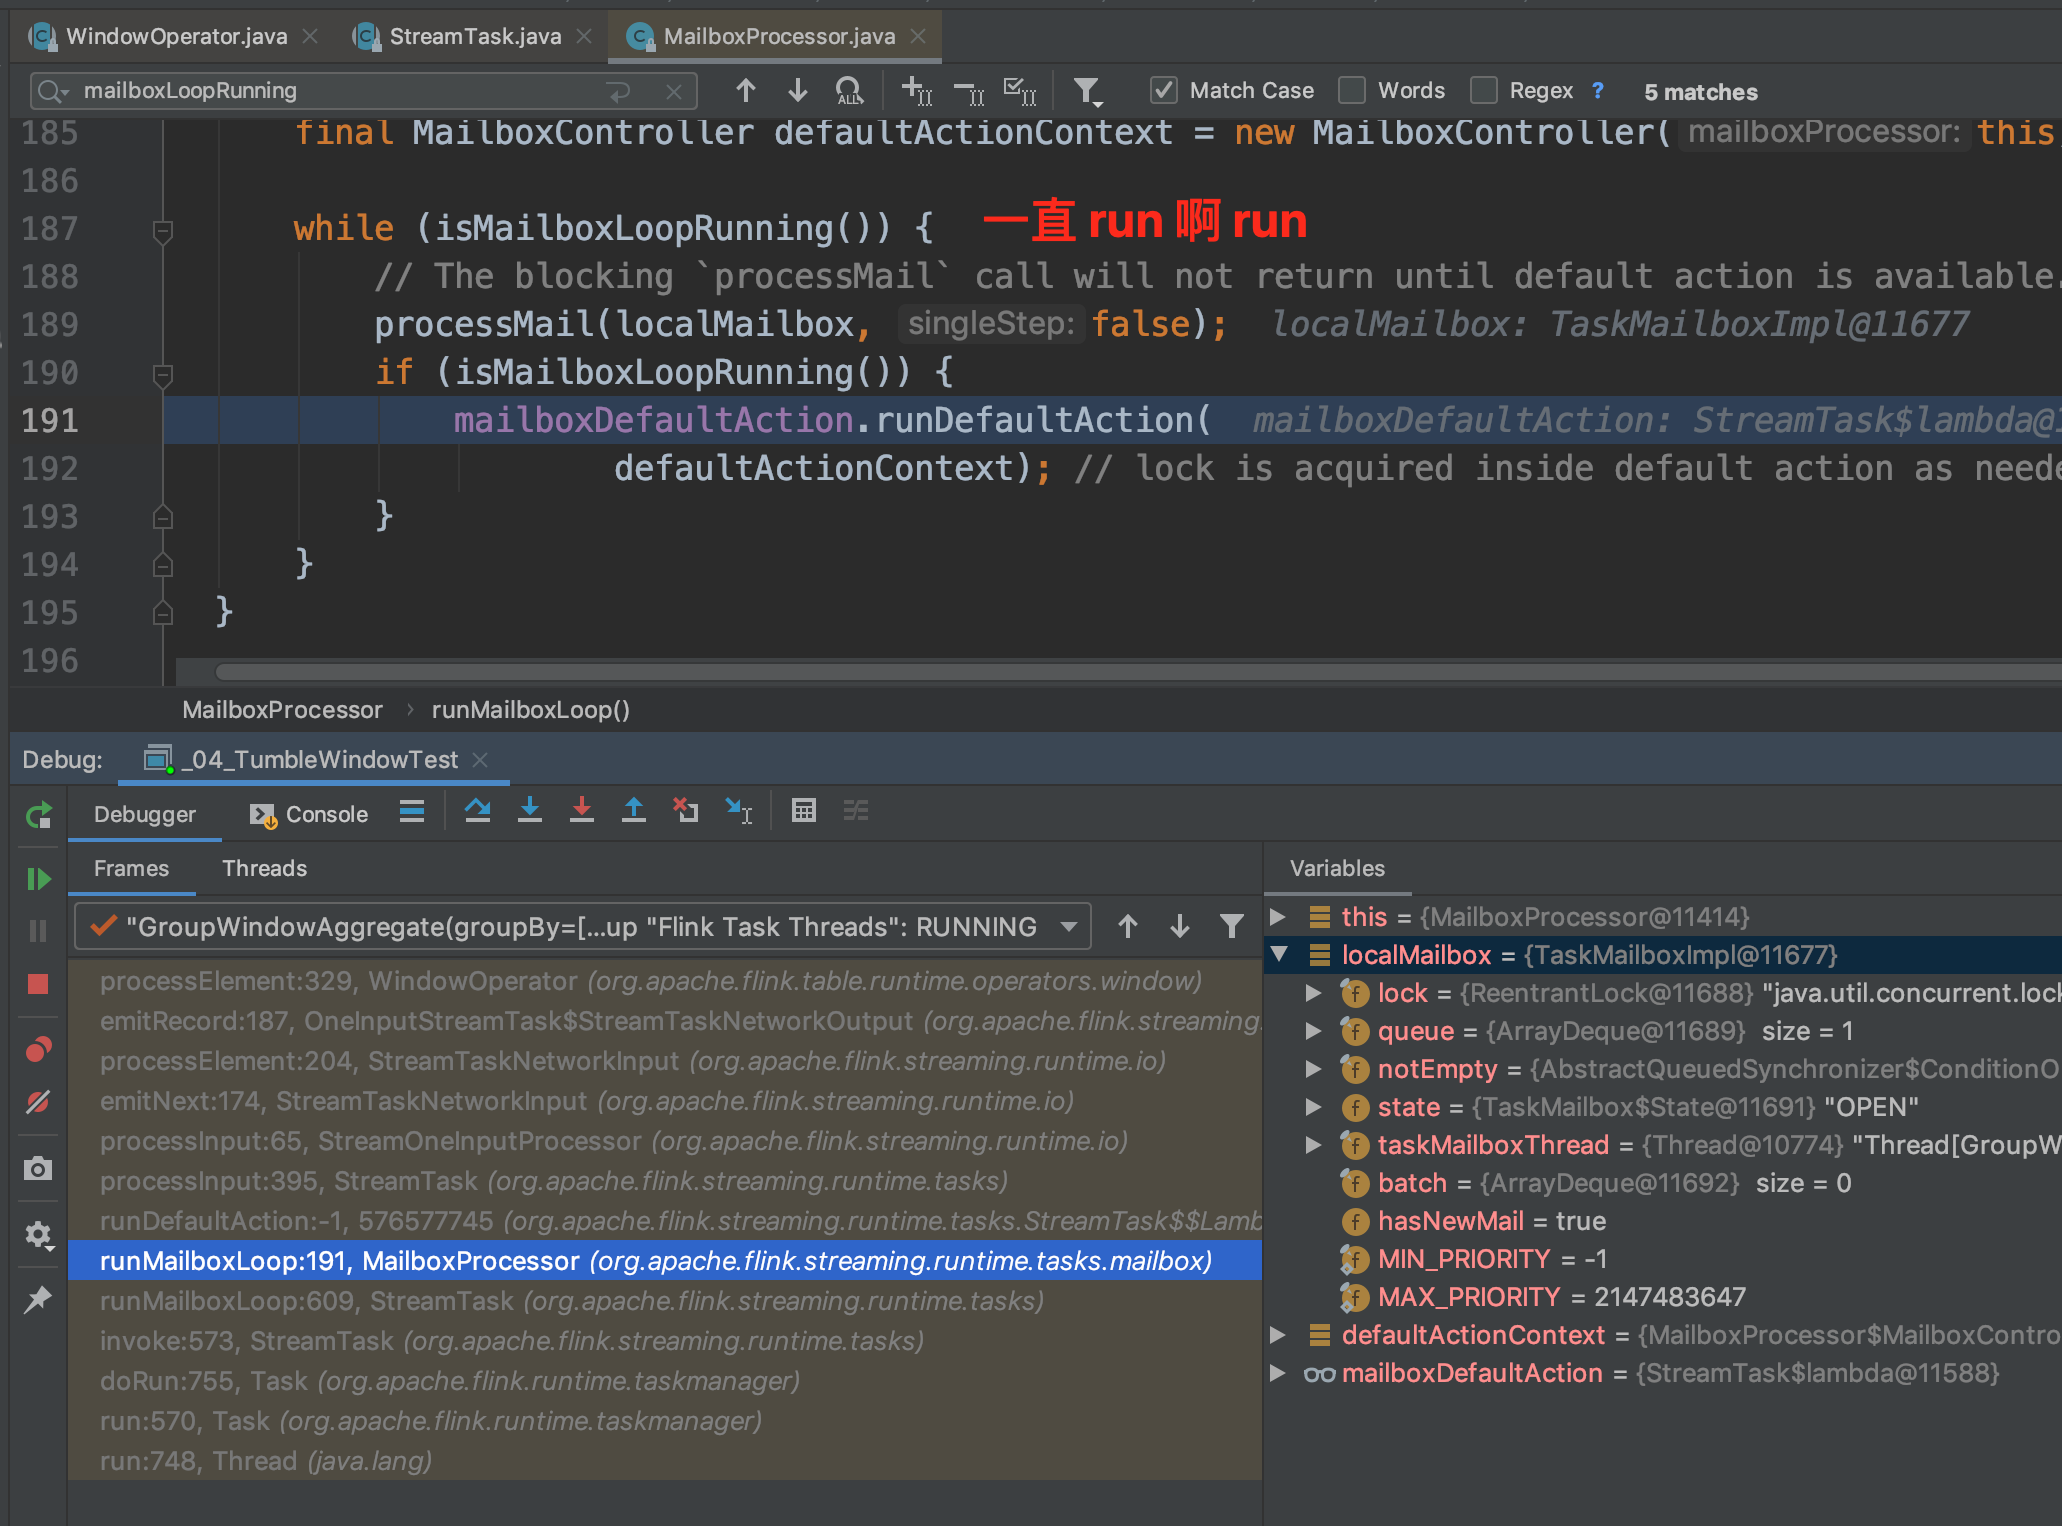 WindowOperator.java StreamTask.java MailboxProcessor.java
mailboxLoopRunning Match Case Words Regex ? 5 matches
185 final MailboxController defaultActionContext = new MailboxController( mailboxProcessor: this
186
187 while (isMailboxLoopRunning()) { 一直 run 啊 run
188 // The blocking `processMail` call will not return until default action is available.
189 processMail(localMailbox, singleStep: false); localMailbox: TaskMailboxImpl@11677
190 if (isMailboxLoopRunning()) {
191 mailboxDefaultAction.runDefaultAction( mailboxDefaultAction: StreamTask$lambda@
192 defaultActionContext); // lock is acquired inside default action as neede
193 }
194 }
195 }
196
MailboxProcessor › runMailboxLoop()
Debug: _04_TumbleWindowTest
Debugger Console
Frames Threads
"GroupWindowAggregate(groupBy=[...up "Flink Task Threads": RUNNING
processElement:329, WindowOperator (org.apache.flink.table.runtime.operators.window)
emitRecord:187, OneInputStreamTask$StreamTaskNetworkOutput (org.apache.flink.streaming.
processElement:204, StreamTaskNetworkInput (org.apache.flink.streaming.runtime.io)
emitNext:174, StreamTaskNetworkInput (org.apache.flink.streaming.runtime.io)
processInput:65, StreamOneInputProcessor (org.apache.flink.streaming.runtime.io)
processInput:395, StreamTask (org.apache.flink.streaming.runtime.tasks)
runDefaultAction:-1, 576577745 (org.apache.flink.streaming.runtime.tasks.StreamTask$$Lamb
runMailboxLoop:191, MailboxProcessor (org.apache.flink.streaming.runtime.tasks.mailbox)
runMailboxLoop:609, StreamTask (org.apache.flink.streaming.runtime.tasks)
invoke:573, StreamTask (org.apache.flink.streaming.runtime.tasks)
doRun:755, Task (org.apache.flink.runtime.taskmanager)
run:570, Task (org.apache.flink.runtime.taskmanager)
run:748, Thread (java.lang)
Variables
this = {MailboxProcessor@11414}
localMailbox = {TaskMailboxImpl@11677}
lock = {ReentrantLock@11688} "java.util.concurrent.lock
queue = {ArrayDeque@11689} size = 1
notEmpty = {AbstractQueuedSynchronizer$ConditionO
state = {TaskMailbox$State@11691} "OPEN"
taskMailboxThread = {Thread@10774} "Thread[GroupW
batch = {ArrayDeque@11692} size = 0
hasNewMail = true
MIN_PRIORITY = -1
MAX_PRIORITY = 2147483647
defaultActionContext = {MailboxProcessor$MailboxContro
mailboxDefaultAction = {StreamTask$lambda@11588}